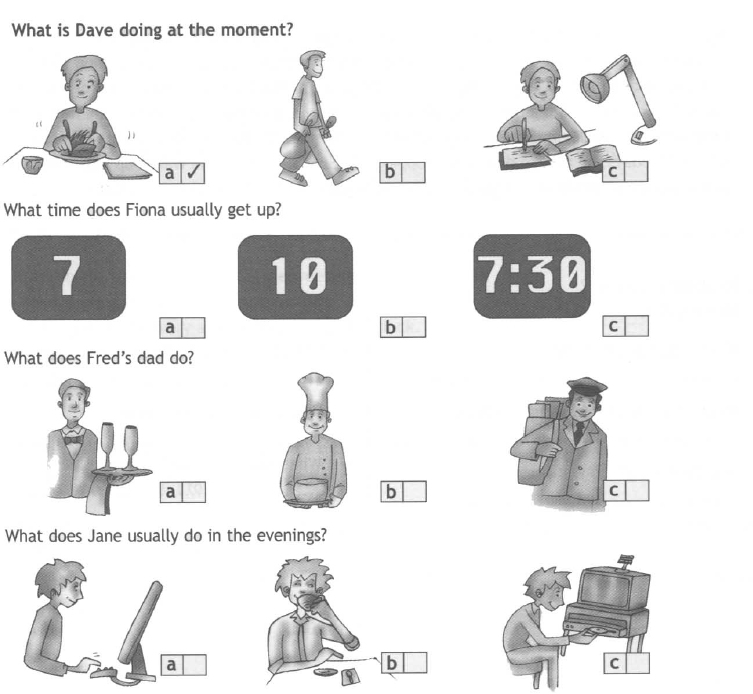 What is Dave doing at the moment?
a ✓ b c
What time does Fiona usually get up?
7 10 7:30
a b c
What does Fred's dad do?
a b c
What does Jane usually do in the evenings?
a b c